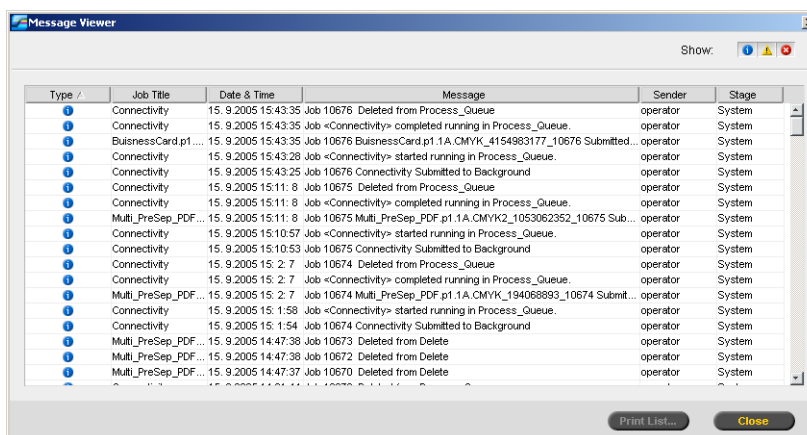 Message Viewer
Show:
Type Job Title Date & Time Message Sender Stage
Connectivity 15. 9.2005 15:43:35 Job 10676 Deleted from Process_Queue operator System
Connectivity 15. 9.2005 15:43:35 Job <Connectivity> completed running in Process_Queue. operator System
BuisnessCard.p1.... 15. 9.2005 15:43:35 Job 10676 BuisnessCard.p1.1A.CMYK_4154983177_10676 Submitted... operator System
Connectivity 15. 9.2005 15:43:28 Job <Connectivity> started running in Process_Queue. operator System
Connectivity 15. 9.2005 15:43:25 Job 10676 Connectivity Submitted to Background operator System
Connectivity 15. 9.2005 15:11: 8 Job 10675 Deleted from Process_Queue operator System
Connectivity 15. 9.2005 15:11: 8 Job <Connectivity> completed running in Process_Queue. operator System
Multi_PreSep_PDF... 15. 9.2005 15:11: 8 Job 10675 Multi_PreSep_PDF.p1.1A.CMYK2_1053062352_10675 Sub... operator System
Connectivity 15. 9.2005 15:10:57 Job <Connectivity> started running in Process_Queue. operator System
Connectivity 15. 9.2005 15:10:53 Job 10675 Connectivity Submitted to Background operator System
Connectivity 15. 9.2005 15: 2: 7 Job 10674 Deleted from Process_Queue operator System
Connectivity 15. 9.2005 15: 2: 7 Job <Connectivity> completed running in Process_Queue. operator System
Multi_PreSep_PDF... 15. 9.2005 15: 2: 7 Job 10674 Multi_PreSep_PDF.p1.1A.CMYK_194068893_10674 Submit... operator System
Connectivity 15. 9.2005 15: 1:58 Job <Connectivity> started running in Process_Queue. operator System
Connectivity 15. 9.2005 15: 1:54 Job 10674 Connectivity Submitted to Background operator System
Multi_PreSep_PDF... 15. 9.2005 14:47:38 Job 10673 Deleted from Delete operator System
Multi_PreSep_PDF... 15. 9.2005 14:47:38 Job 10672 Deleted from Delete operator System
Multi_PreSep_PDF... 15. 9.2005 14:47:37 Job 10670 Deleted from Delete operator System
Print List... Close